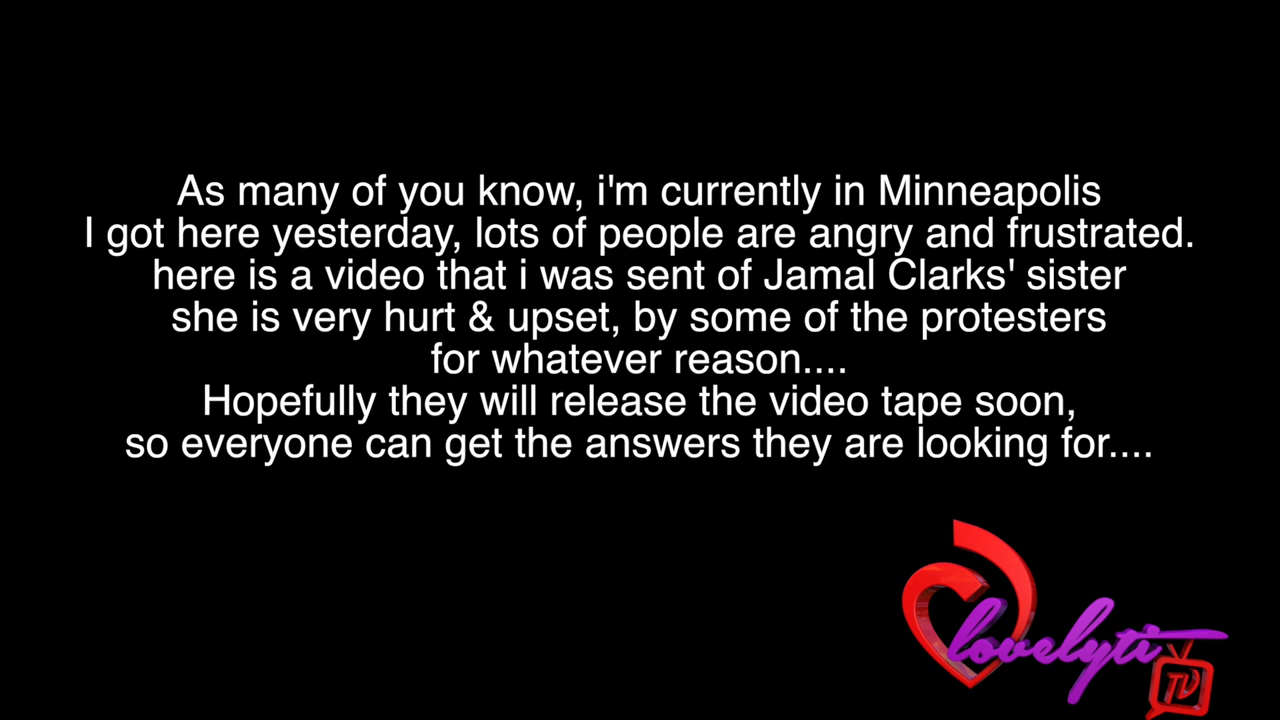 As many of you know, i'm currently in Minneapolis
I got here yesterday, lots of people are angry and frustrated.
here is a video that i was sent of Jamal Clarks' sister
she is very hurt & upset, by some of the protesters
for whatever reason....
Hopefully they will release the video tape soon,
so everyone can get the answers they are looking for....
lovelyti
TV